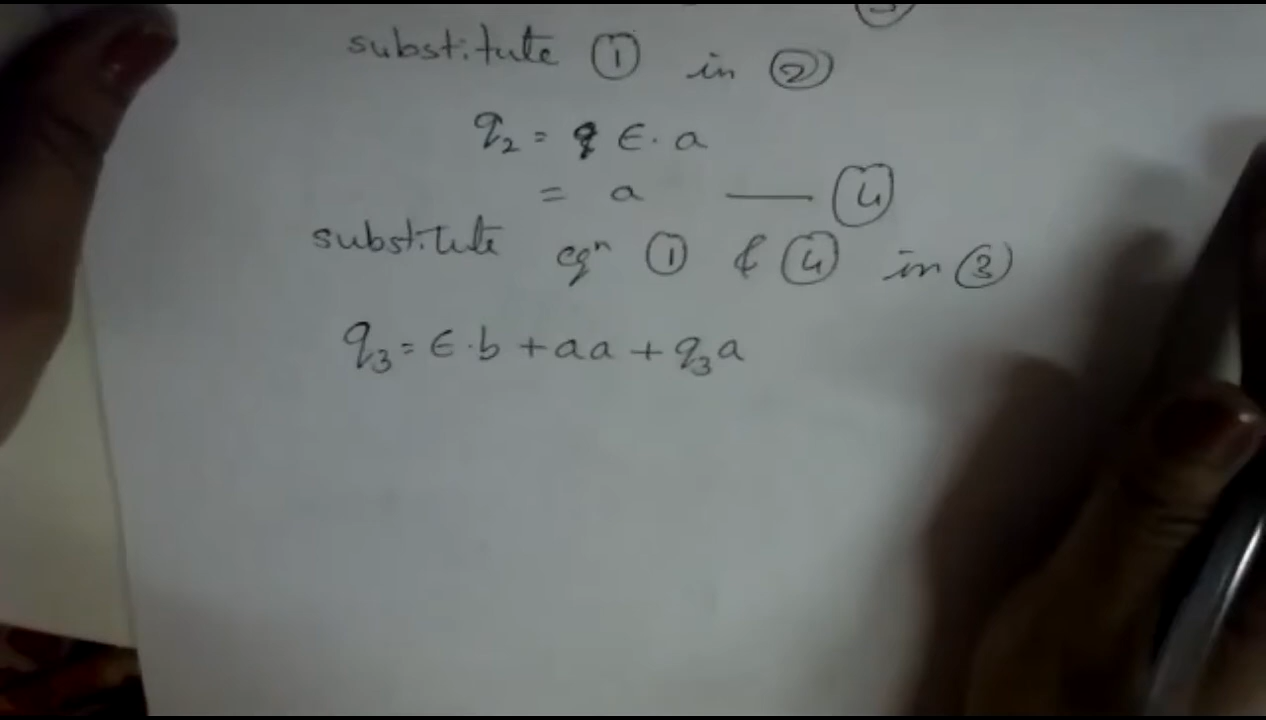 substitute ① in ②
q₂ = q ε. a
= a —— ④
substitute eqⁿ ① & ④ in ③
q₃ = ε.b + aa + q₃a